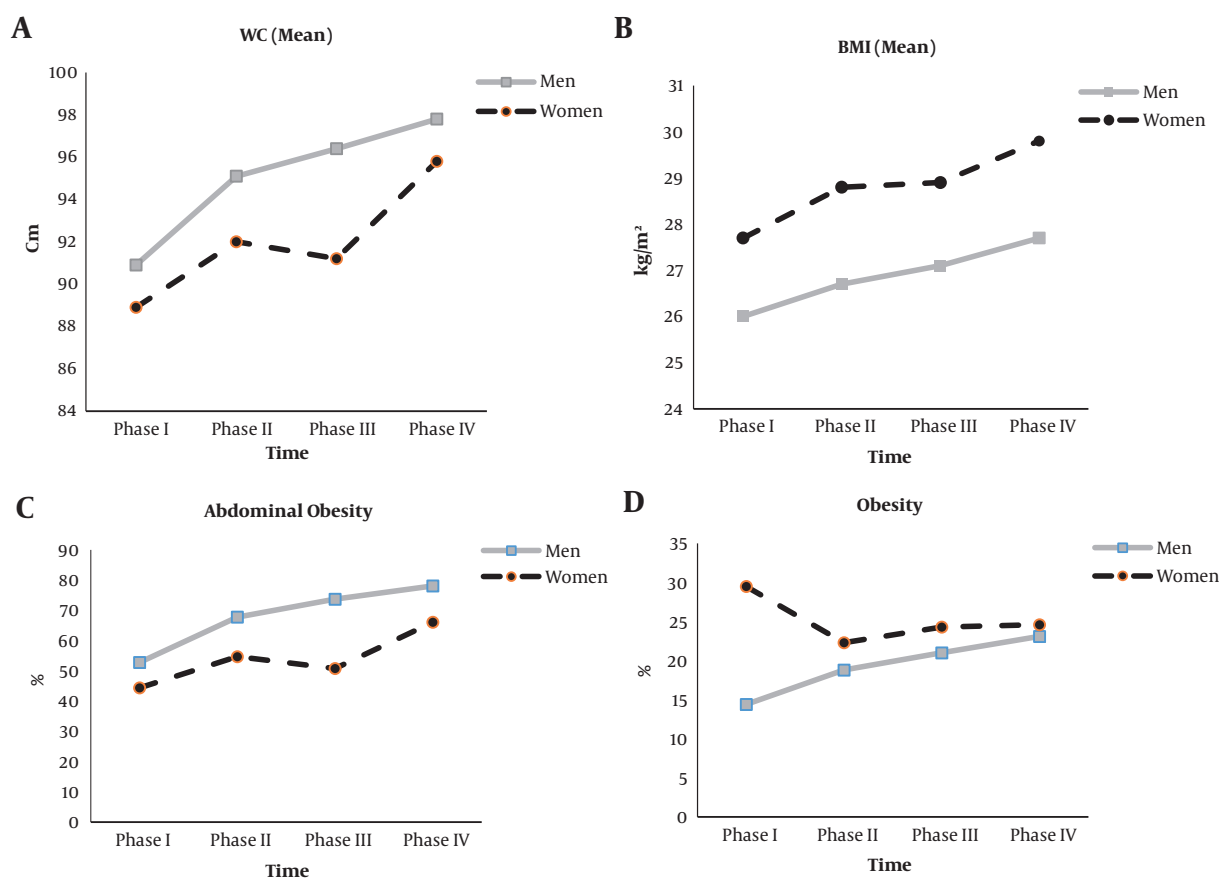 A
WC (Mean)
100
98
96
94
92
90
88
86
84
Cm
Phase I Phase II Phase III Phase IV
Time
Men
Women
B
BMI (Mean)
31
30
29
28
27
26
25
24
kg/m²
Phase I Phase II Phase III Phase IV
Time
Men
Women
C
Abdominal Obesity
90
80
70
60
50
40
30
20
10
0
%
Phase I Phase II Phase III Phase IV
Time
Men
Women
D
Obesity
35
30
25
20
15
10
5
0
%
Phase I Phase II Phase III Phase IV
Time
Men
Women